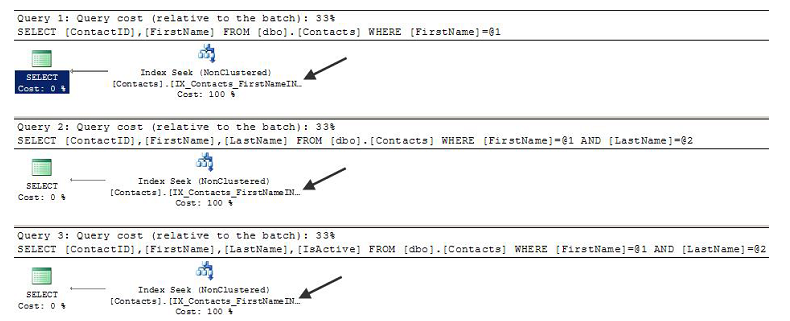 Query 1: Query cost (relative to the batch): 33%
SELECT [ContactID],[FirstName] FROM [dbo].[Contacts] WHERE [FirstName]=@1
SELECT
Cost: 0 %
Index Seek (NonClustered)
[Contacts].[IX_Contacts_FirstNameIN…
Cost: 100 %
Query 2: Query cost (relative to the batch): 33%
SELECT [ContactID],[FirstName],[LastName] FROM [dbo].[Contacts] WHERE [FirstName]=@1 AND [LastName]=@2
SELECT
Cost: 0 %
Index Seek (NonClustered)
[Contacts].[IX_Contacts_FirstNameIN…
Cost: 100 %
Query 3: Query cost (relative to the batch): 33%
SELECT [ContactID],[FirstName],[LastName],[IsActive] FROM [dbo].[Contacts] WHERE [FirstName]=@1 AND [LastName]=@2
SELECT
Cost: 0 %
Index Seek (NonClustered)
[Contacts].[IX_Contacts_FirstNameIN…
Cost: 100 %